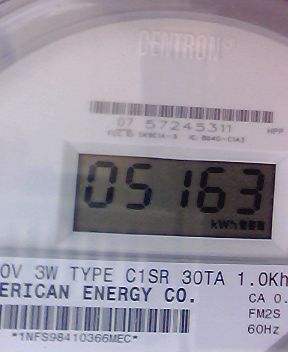 CENTRON®
07 57245311
HPP
05163
kWh
0V 3W TYPE C1SR 30TA 1.0Kh
ERICAN ENERGY CO.
CA 0.
FM2S
60Hz
*1NFS98410366MEC*